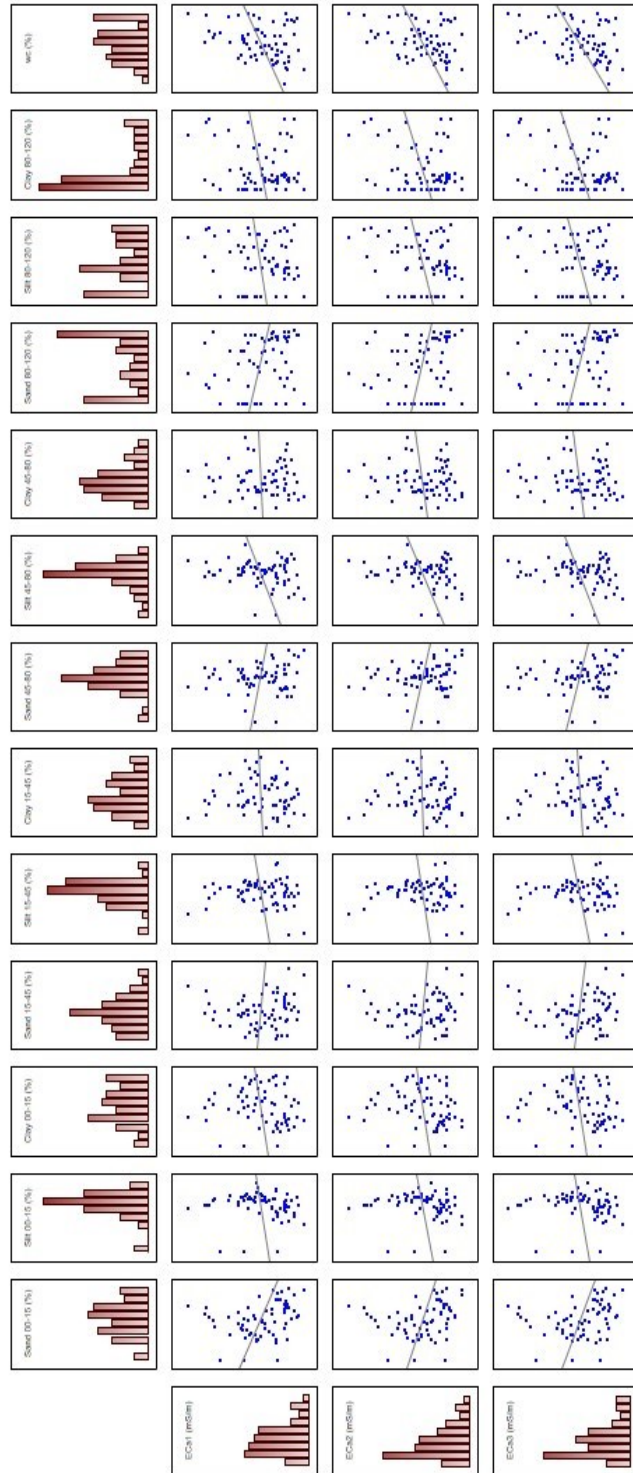 Sand 00-15 (%)
Silt 00-15 (%)
Clay 00-15 (%)
Sand 15-45 (%)
Silt 15-45 (%)
Clay 15-45 (%)
Sand 45-80 (%)
Silt 45-80 (%)
Clay 45-80 (%)
Sand 80-120 (%)
Silt 80-120 (%)
Clay 80-120 (%)
wc (%)
ECa1 (mS/m)
ECa2 (mS/m)
ECa3 (mS/m)